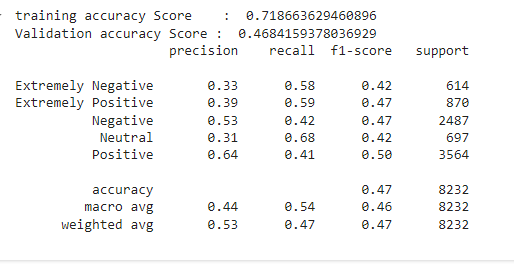 training accuracy Score : 0.718663629460896
Validation accuracy Score : 0.4684159378036929
precision recall f1-score support
Extremely Negative 0.33 0.58 0.42 614
Extremely Positive 0.39 0.59 0.47 870
Negative 0.53 0.42 0.47 2487
Neutral 0.31 0.68 0.42 697
Positive 0.64 0.41 0.50 3564
accuracy 0.47 8232
macro avg 0.44 0.54 0.46 8232
weighted avg 0.53 0.47 0.47 8232